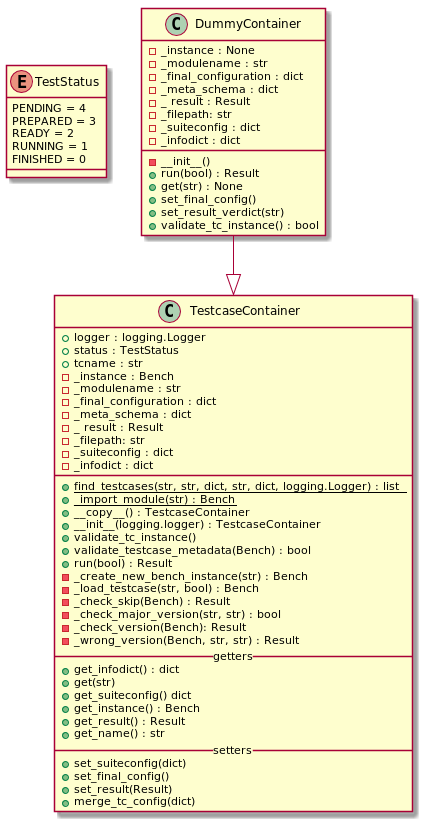 E TestStatus
PENDING = 4
PREPARED = 3
READY = 2
RUNNING = 1
FINISHED = 0
C DummyContainer
_instance : None
_modulename : str
_final_configuration : dict
_meta_schema : dict
_ result : Result
_filepath: str
_suiteconfig : dict
_infodict : dict
__init__()
run(bool) : Result
get(str) : None
set_final_config()
set_result_verdict(str)
validate_tc_instance() : bool
C TestcaseContainer
logger : logging.Logger
status : TestStatus
tcname : str
_instance : Bench
_modulename : str
_final_configuration : dict
_meta_schema : dict
_ result : Result
_filepath: str
_suiteconfig : dict
_infodict : dict
find_testcases(str, str, dict, str, dict, logging.Logger) : list
_import_module(str) : Bench
__copy__() : TestcaseContainer
__init__(logging.logger) : TestcaseContainer
validate_tc_instance()
validate_testcase_metadata(Bench) : bool
run(bool) : Result
_create_new_bench_instance(str) : Bench
_load_testcase(str, bool) : Bench
_check_skip(Bench) : Result
_check_major_version(str, str) : bool
_check_version(Bench): Result
_wrong_version(Bench, str, str) : Result
getters
get_infodict() : dict
get(str)
get_suiteconfig() dict
get_instance() : Bench
get_result() : Result
get_name() : str
setters
set_suiteconfig(dict)
set_final_config()
set_result(Result)
merge_tc_config(dict)